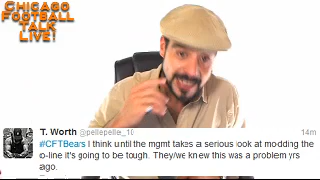 CHICAGO
FOOTBALL
TALK
LIVE!
T. Worth @pellepelle_10
14m
#CFTBears I think until the mgmt takes a serious look at modding the
o-line it's going to be tough. They/we knew this was a problem yrs
ago.